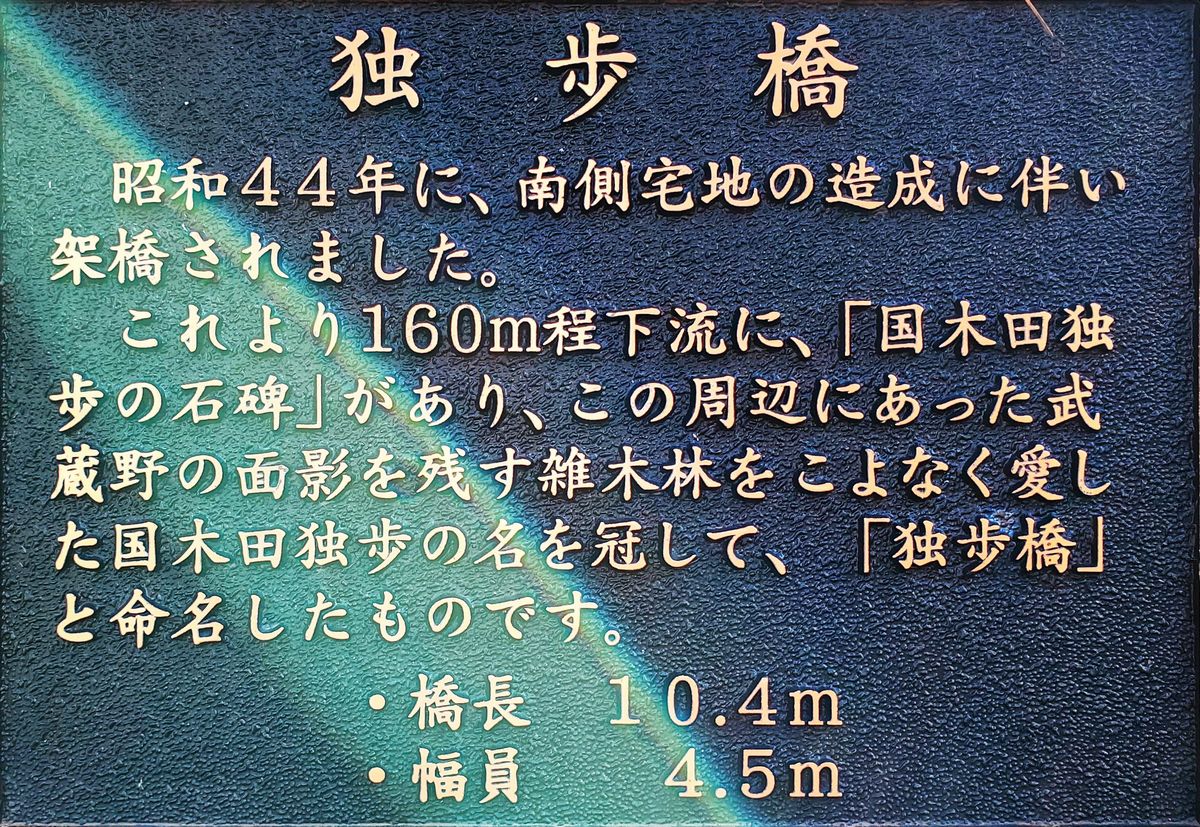 独歩橋
昭和４４年に、南側宅地の造成に伴い
架橋されました。
これより160m程下流に、「国木田独
歩の石碑」があり、この周辺にあった武
蔵野の面影を残す雑木林をこよなく愛し
た国木田独歩の名を冠して、「独歩橋」
と命名したものです。
・橋長　１０.４ｍ
・幅員　４.５ｍ